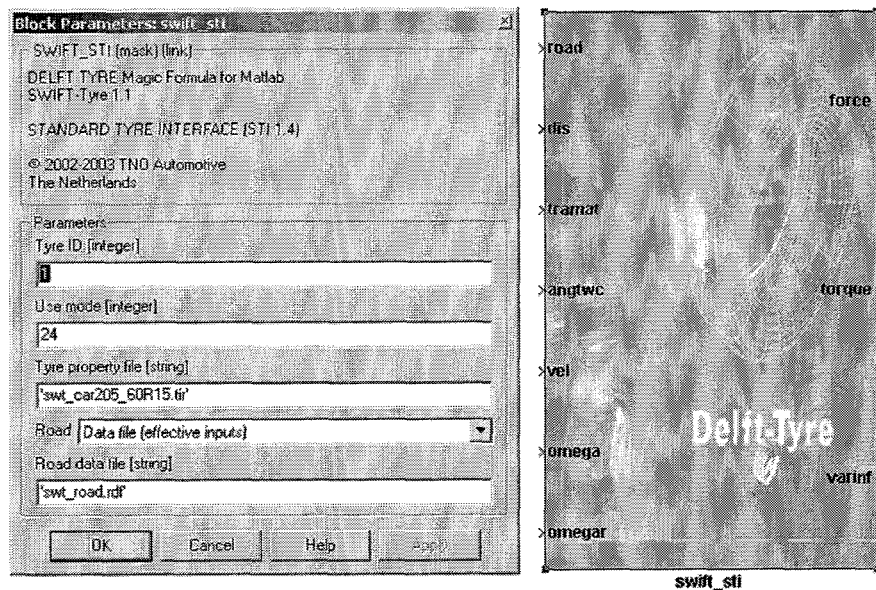 Block Parameters: swift_sti
SWIFT_STI (mask) (link)
DELFT TYRE Magic Formula for Matlab
SWIFT-Tyre 1.1
STANDARD TYRE INTERFACE (STI 1.4)
© 2002-2003 TNO Automotive
The Netherlands
Parameters
Tyre ID [integer]
1
Use mode [integer]
24
Tyre property file [string]
'swt_car205_60R15.tir'
Road Data file (effective inputs)
Road data file [string]
'swt_road.rdf'
OK Cancel Help Apply
road
force
dis
tramat
angtwc
torque
vel
Delft-Tyre
omega
varinf
omegar
swift_sti